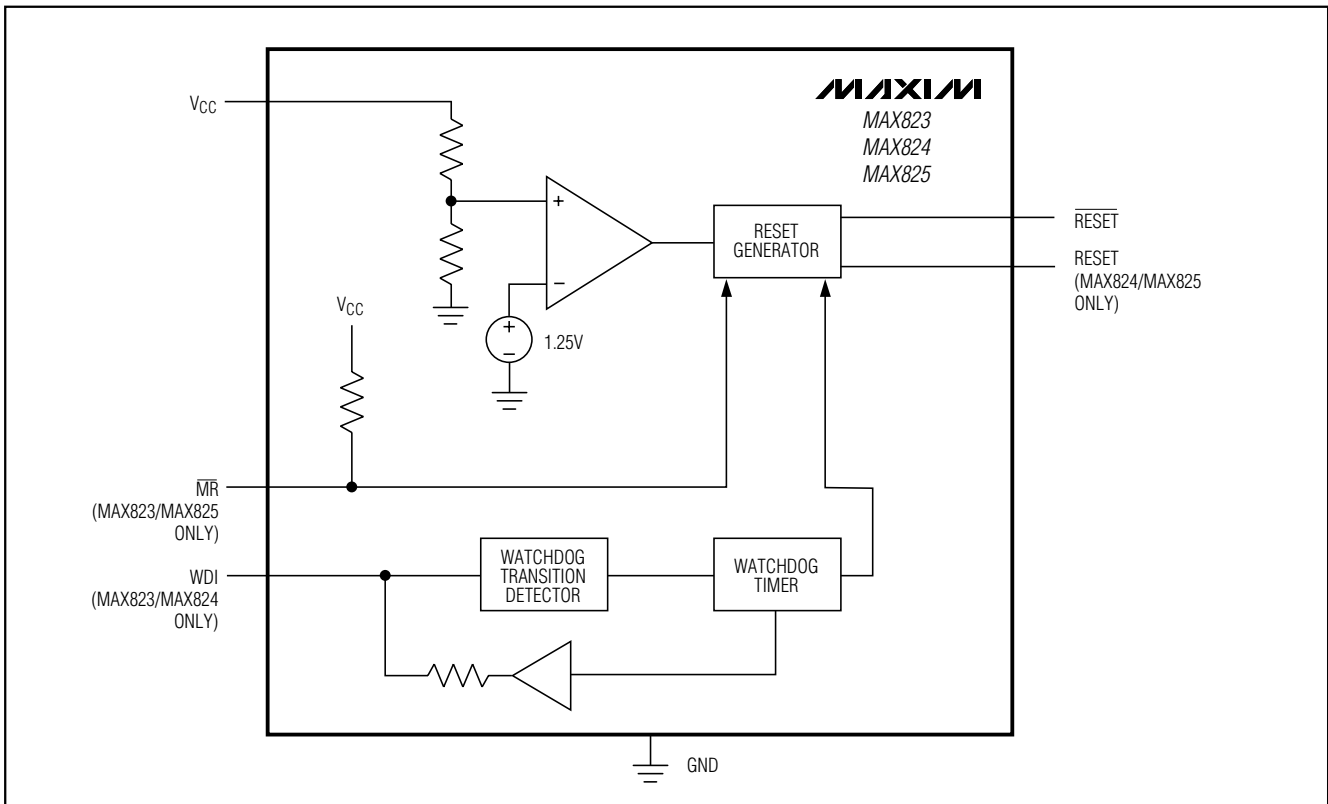 VCC
MAXIM
MAX823
MAX824
MAX825
+
−
RESET
GENERATOR
RESET
RESET
(MAX824/MAX825
ONLY)
VCC
+
−
1.25V
MR
(MAX823/MAX825
ONLY)
WDI
(MAX823/MAX824
ONLY)
WATCHDOG
TRANSITION
DETECTOR
WATCHDOG
TIMER
GND